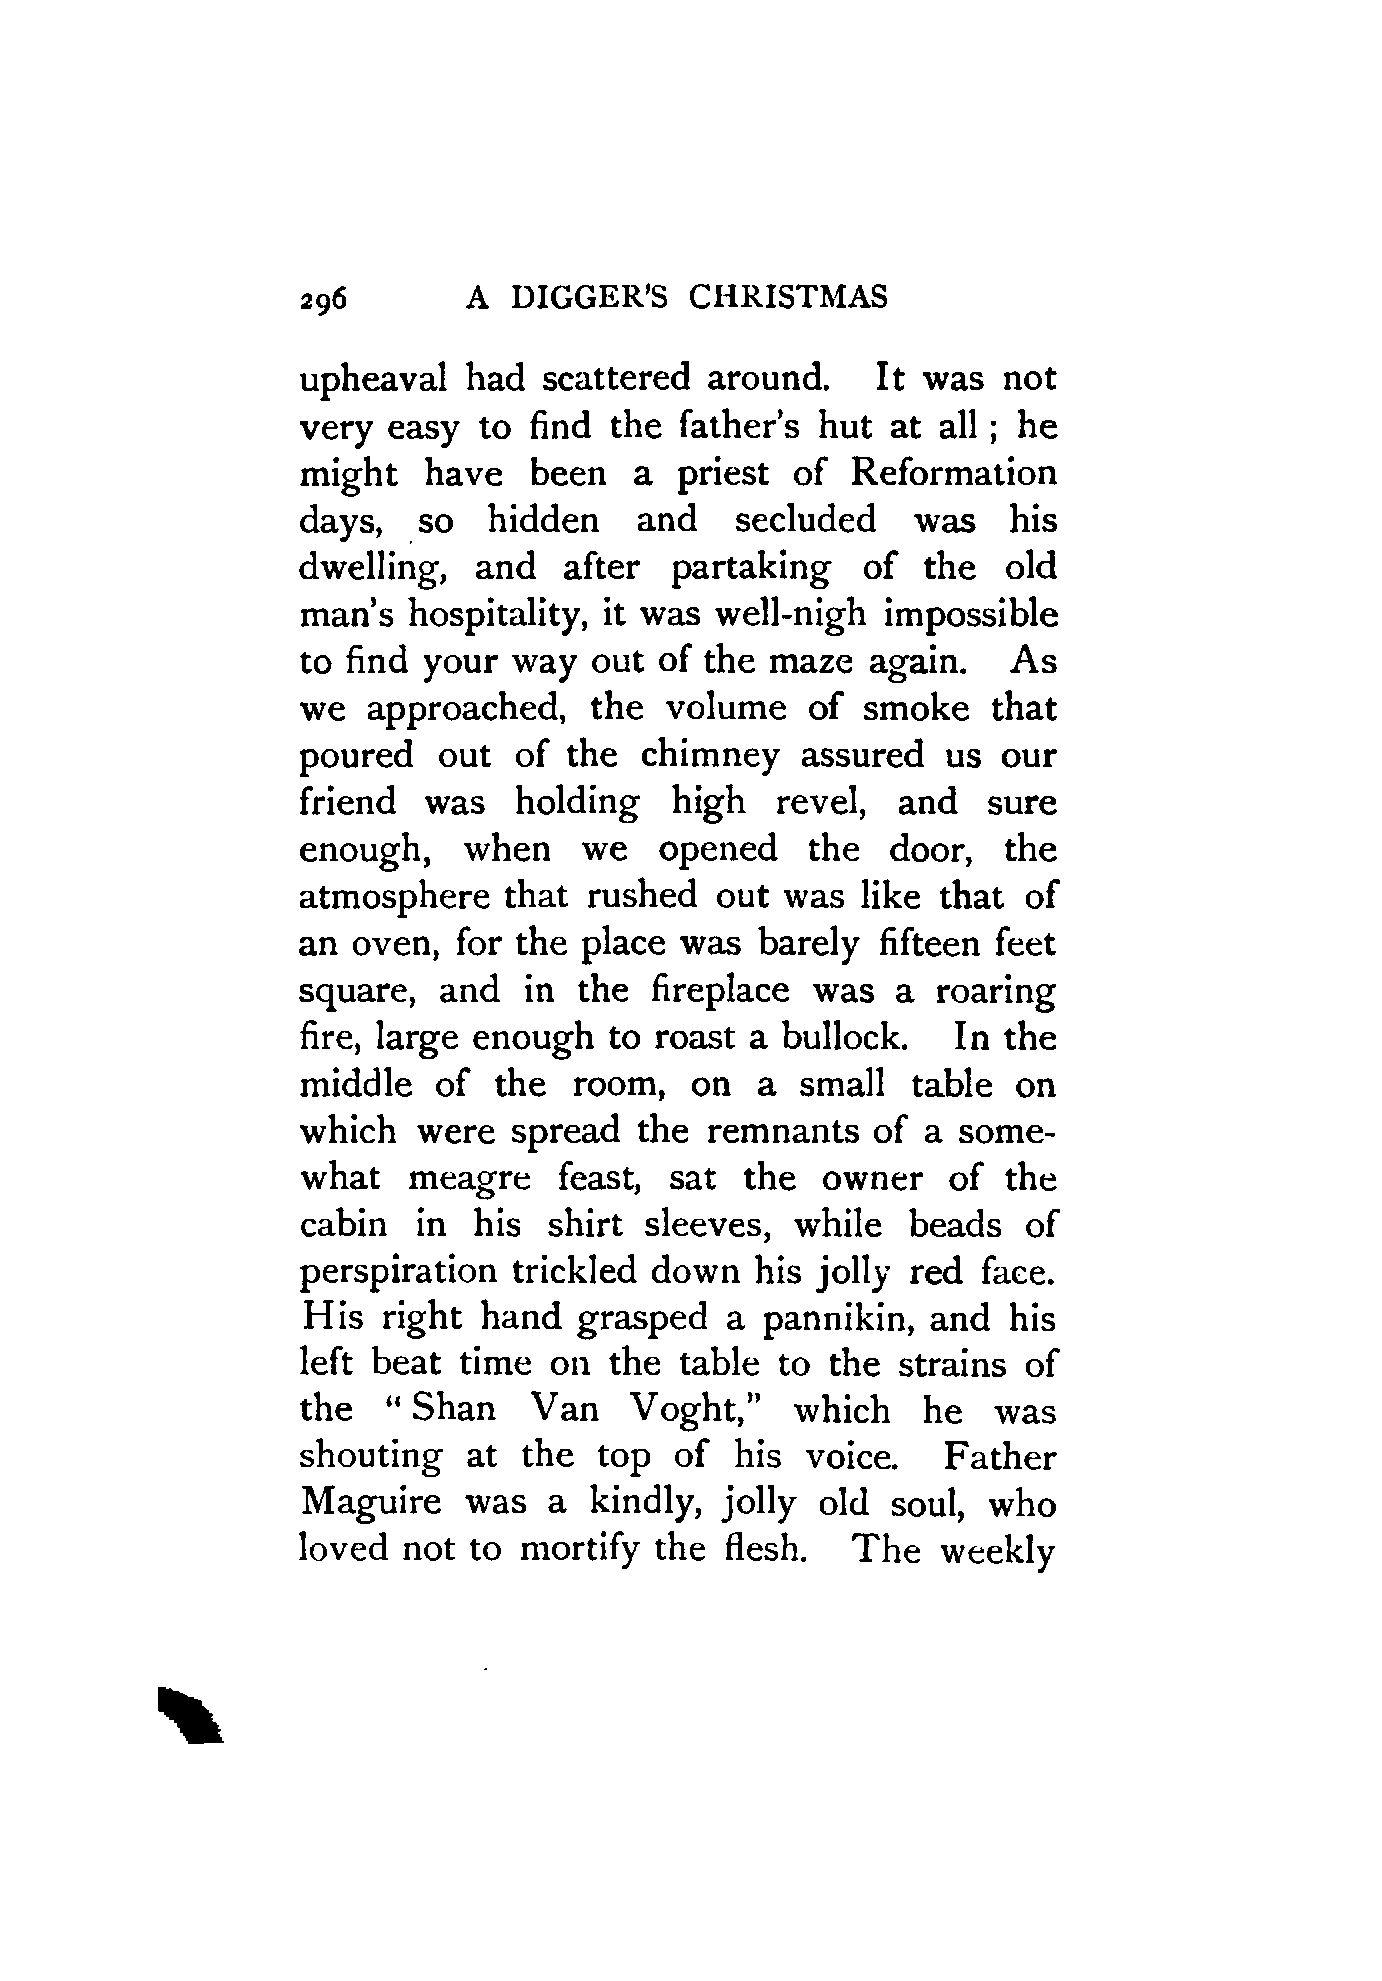 296 A DIGGER'S CHRISTMAS
upheaval had scattered around. It was not
very easy to find the father's hut at all ; he
might have been a priest of Reformation
days, so hidden and secluded was his
dwelling, and after partaking of the old
man's hospitality, it was well-nigh impossible
to find your way out of the maze again. As
we approached, the volume of smoke that
poured out of the chimney assured us our
friend was holding high revel, and sure
enough, when we opened the door, the
atmosphere that rushed out was like that of
an oven, for the place was barely fifteen feet
square, and in the fireplace was a roaring
fire, large enough to roast a bullock. In the
middle of the room, on a small table on
which were spread the remnants of a some-
what meagre feast, sat the owner of the
cabin in his shirt sleeves, while beads of
perspiration trickled down his jolly red face.
His right hand grasped a pannikin, and his
left beat time on the table to the strains of
the "Shan Van Voght," which he was
shouting at the top of his voice. Father
Maguire was a kindly, jolly old soul, who
loved not to mortify the flesh. The weekly